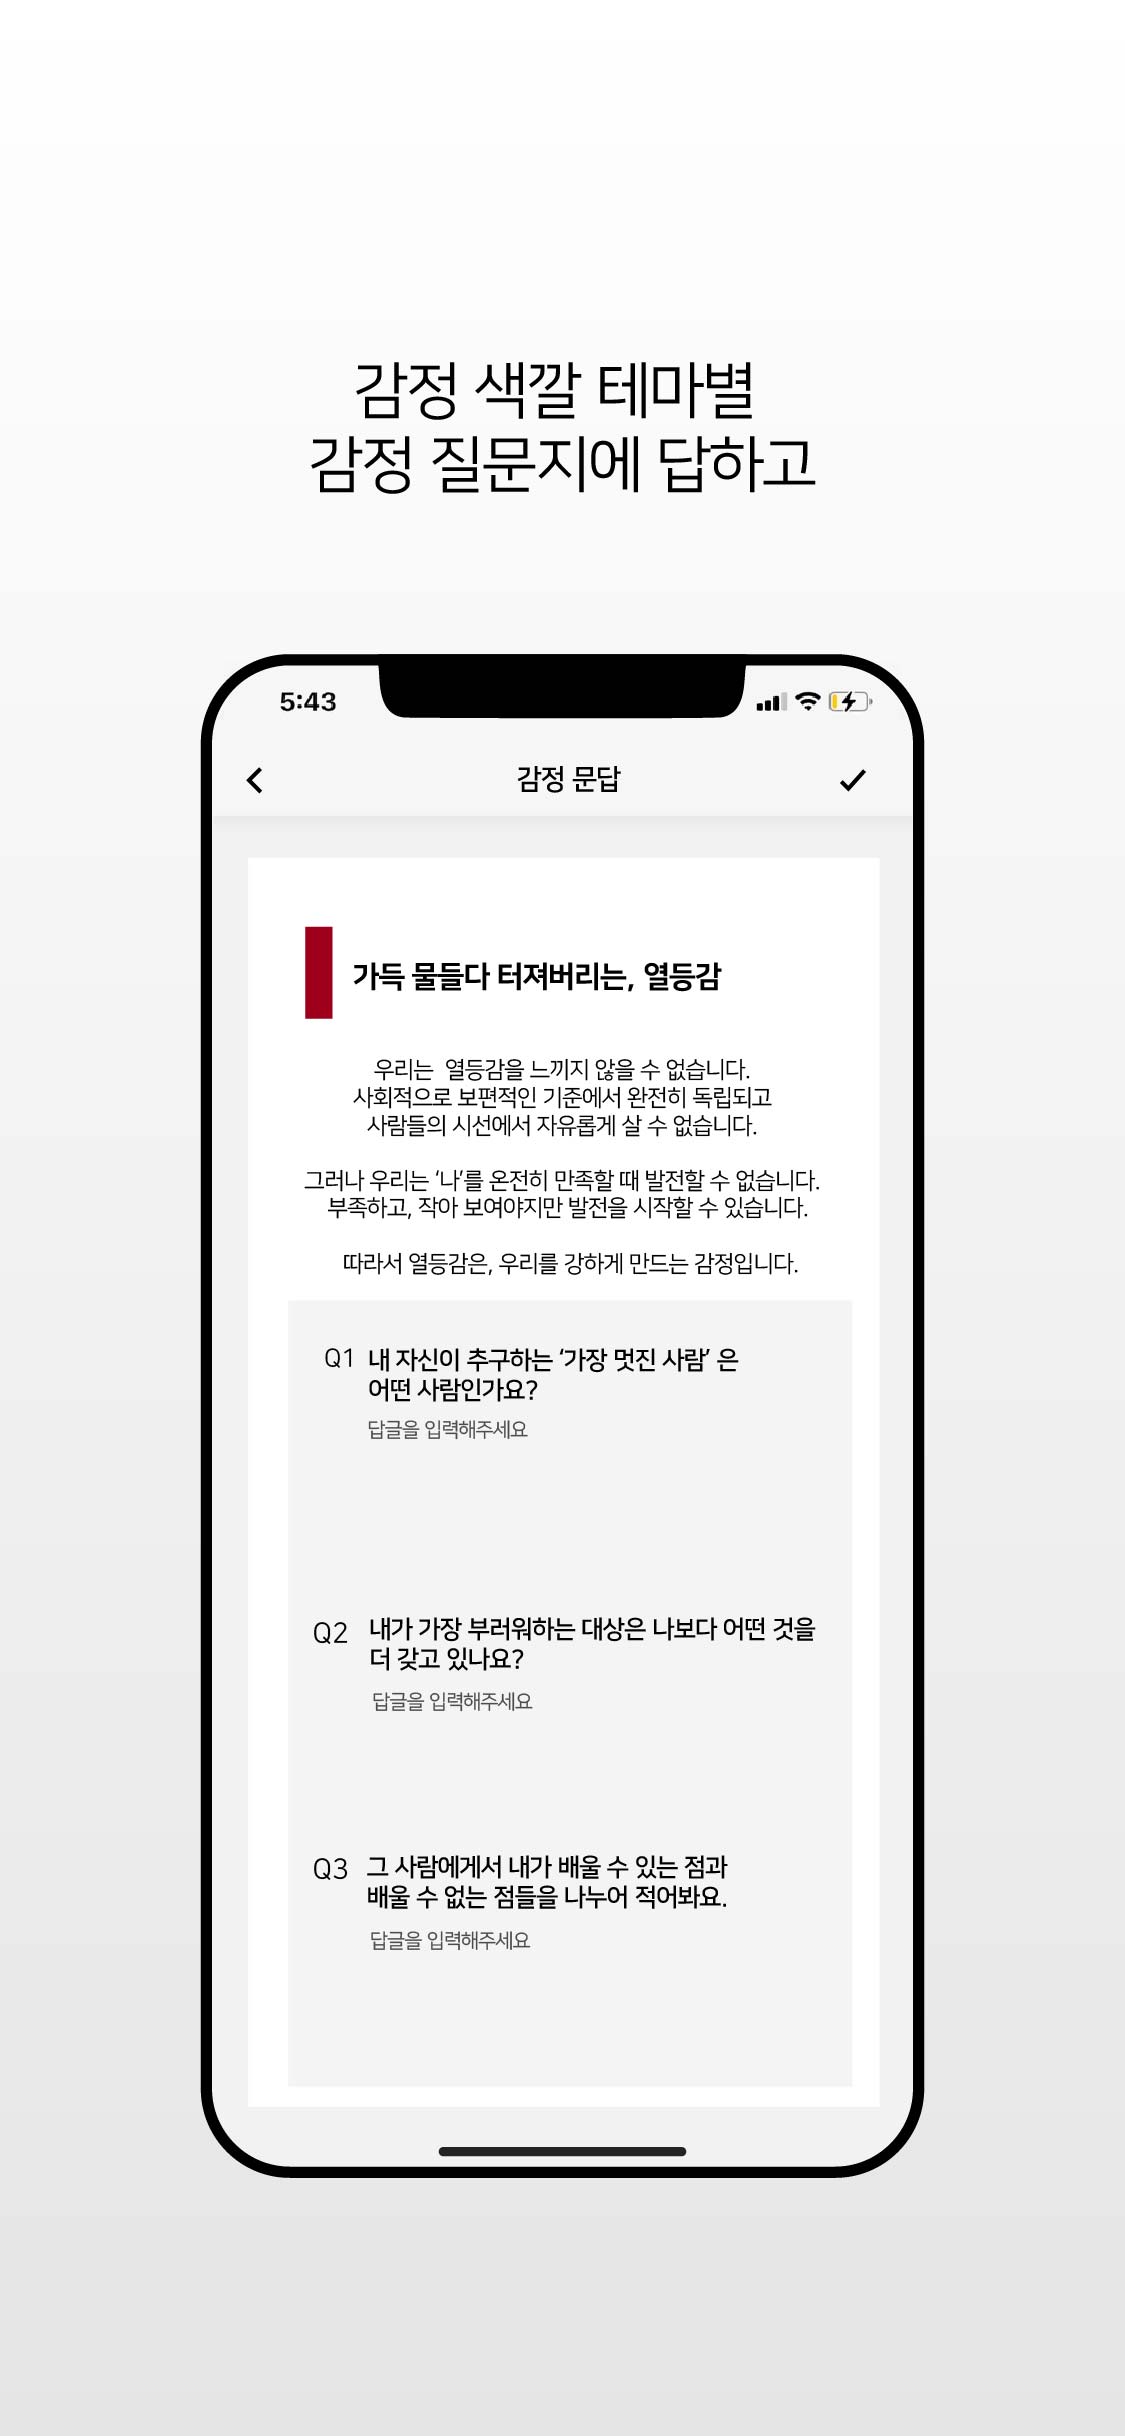 감정 색깔 테마별
감정 질문지에 답하고
5:43
감정 문답
가득 물들다 터져버리는, 열등감
우리는 열등감을 느끼지 않을 수 없습니다.
사회적으로 보편적인 기준에서 완전히 독립되고
사람들의 시선에서 자유롭게 살 수 없습니다.
그러나 우리는 ‘나’를 온전히 만족할 때 발전할 수 없습니다.
부족하고, 작아 보여야지만 발전을 시작할 수 있습니다.
따라서 열등감은, 우리를 강하게 만드는 감정입니다.
Q1 내 자신이 추구하는 ‘가장 멋진 사람’ 은
어떤 사람인가요?
답글을 입력해주세요
Q2 내가 가장 부러워하는 대상은 나보다 어떤 것을
더 갖고 있나요?
답글을 입력해주세요
Q3 그 사람에게서 내가 배울 수 있는 점과
배울 수 없는 점들을 나누어 적어봐요.
답글을 입력해주세요